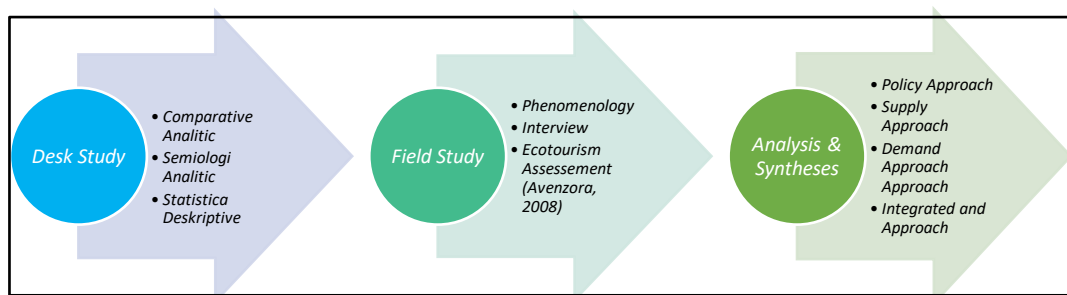 Desk Study
• Comparative
Analitic
• Semiologi
Analitic
• Statistica
Deskriptive
Field Study
• Phenomenology
• Interview
• Ecotourism
Assessement
(Avenzora,
2008)
Analysis &
Syntheses
• Policy Approach
• Supply
Approach
• Demand
Approach
Approach
• Integrated and
Approach